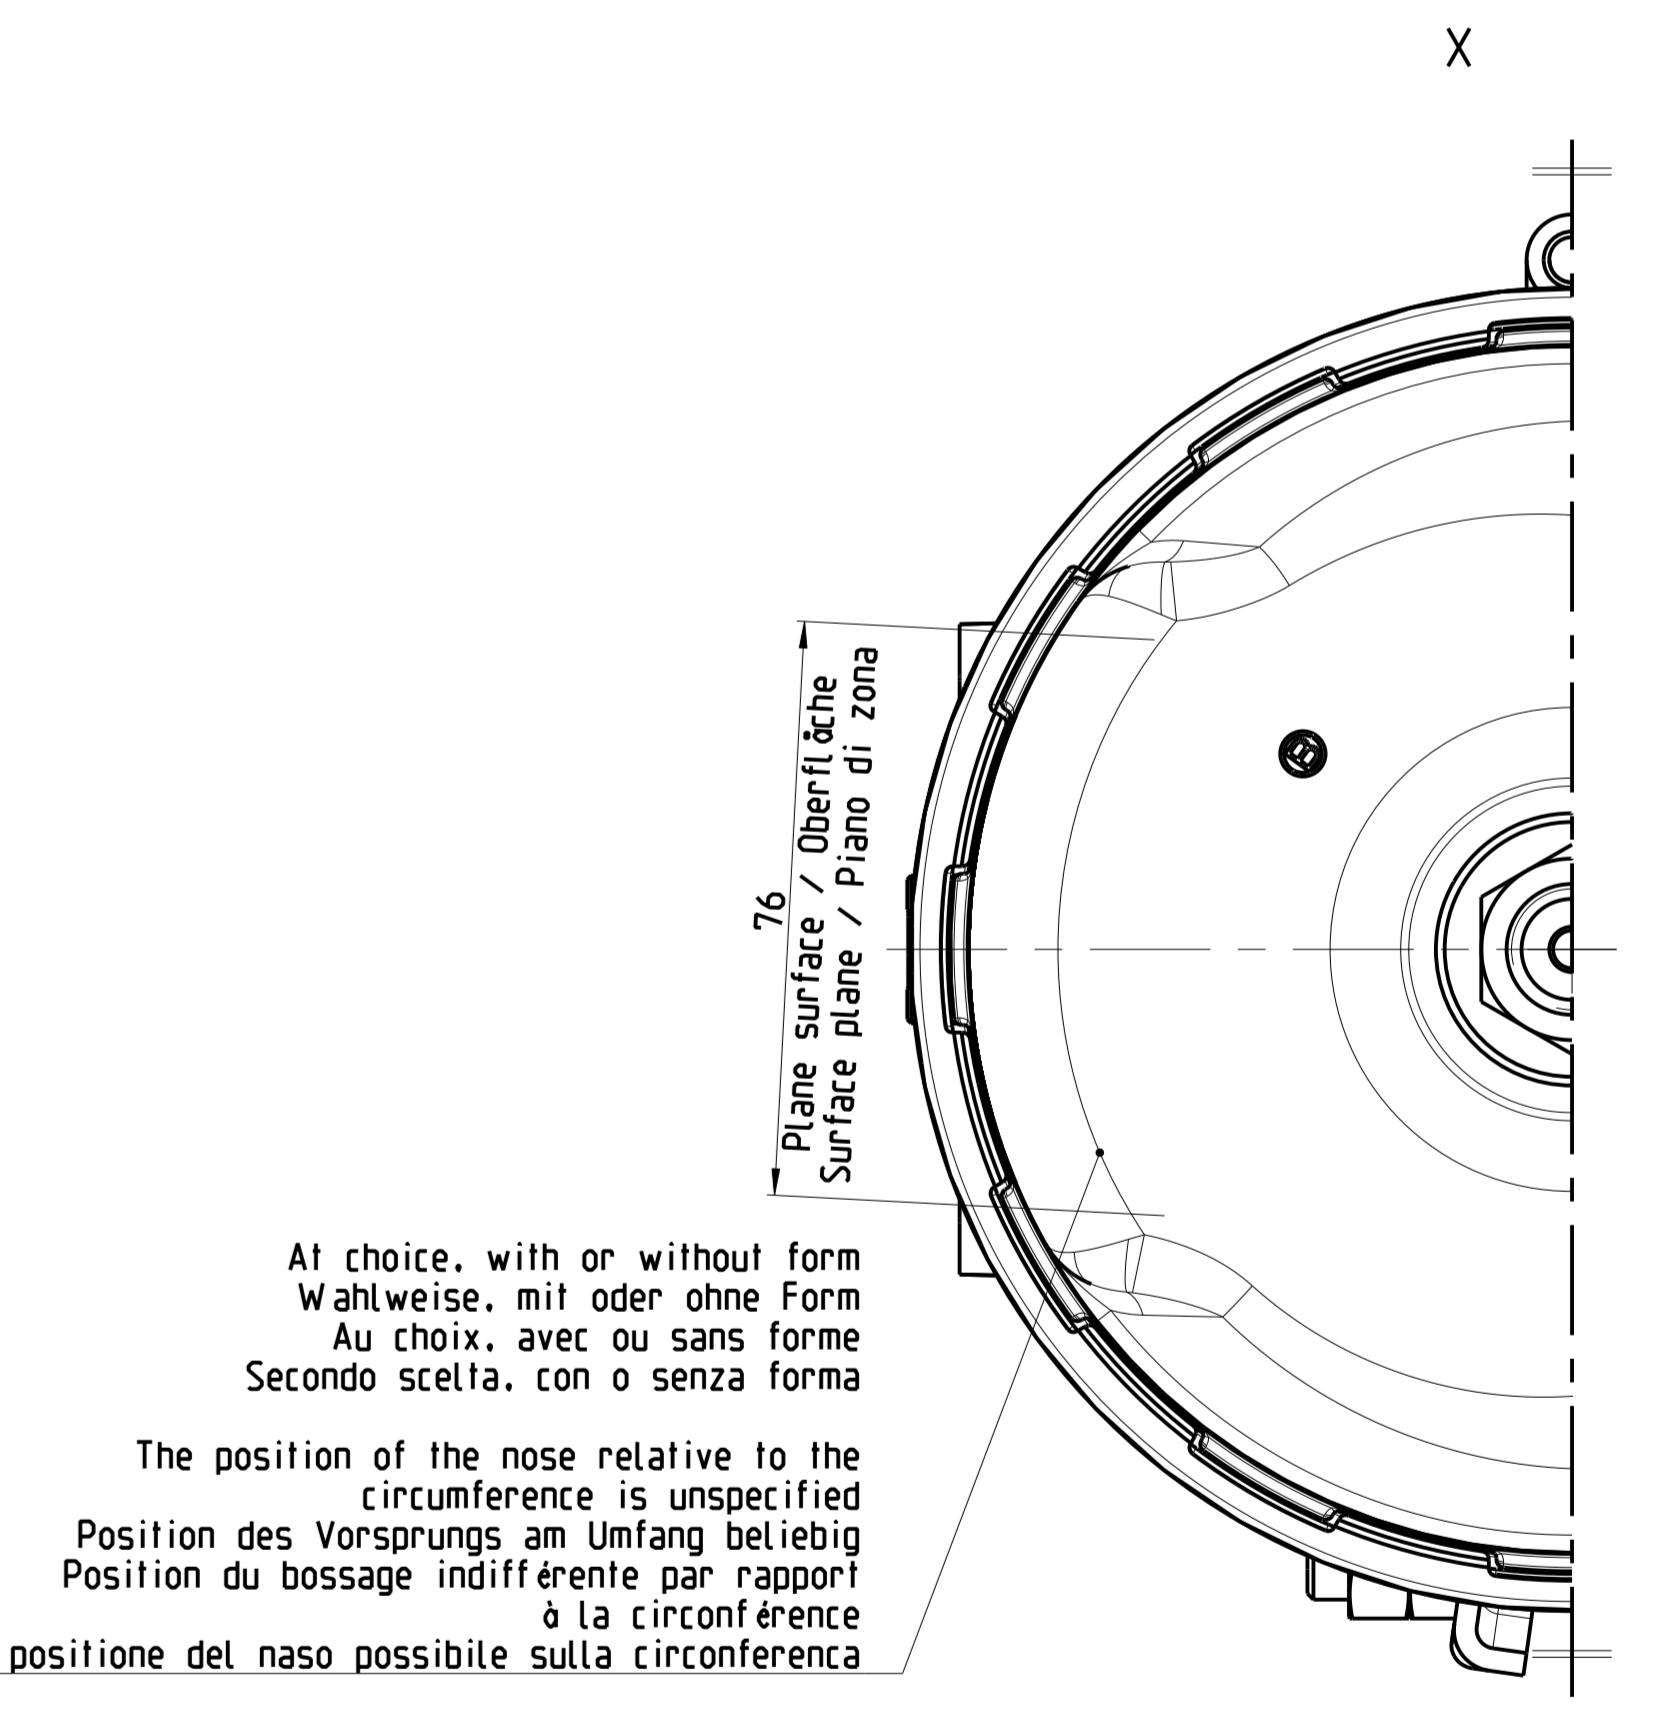 X
76
Plane surface / Oberfläche
Surface plane / Piano di zona
B
At choice, with or without form
Wahlweise, mit oder ohne Form
Au choix, avec ou sans forme
Secondo scelta, con o senza forma
The position of the nose relative to the
circumference is unspecified
Position des Vorsprungs am Umfang beliebig
Position du bossage indifférente par rapport
à la circonférence
positione del naso possibile sulla circonferenca